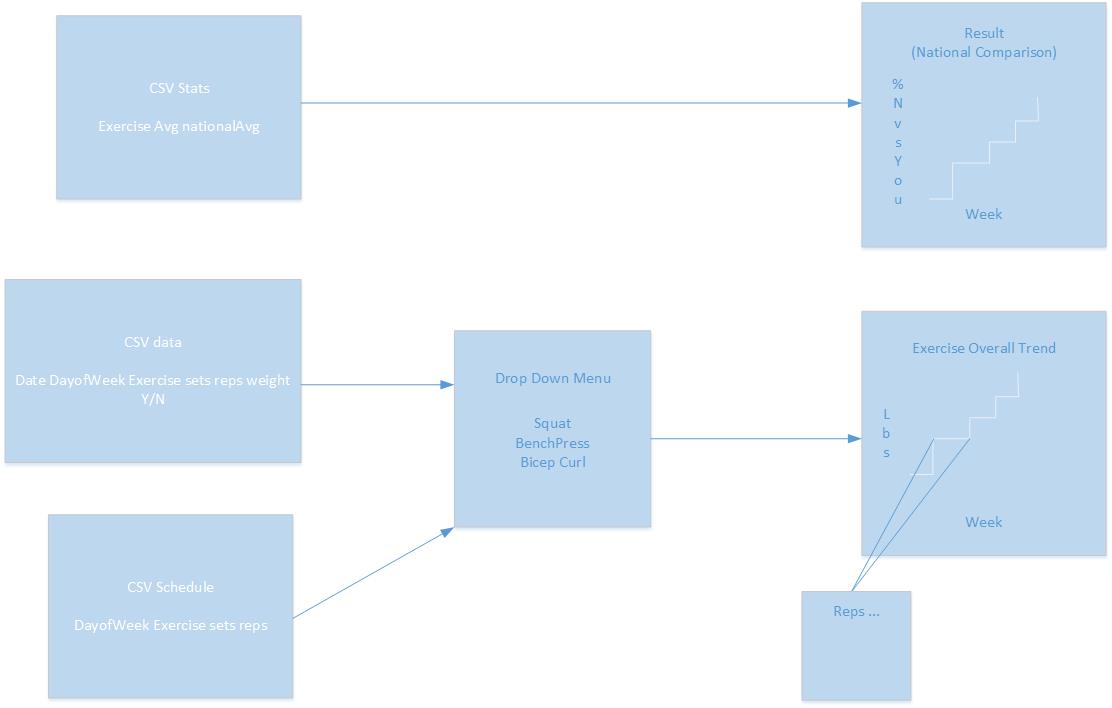 CSV Stats
Exercise Avg nationalAvg
Result
(National Comparison)
%
N
v
s
Y
o
u
Week
CSV data
Date DayofWeek Exercise sets reps weight
Y/N
Drop Down Menu
Squat
BenchPress
Bicep Curl
Exercise Overall Trend
L
b
s
Week
CSV Schedule
DayofWeek Exercise sets reps
Reps ...